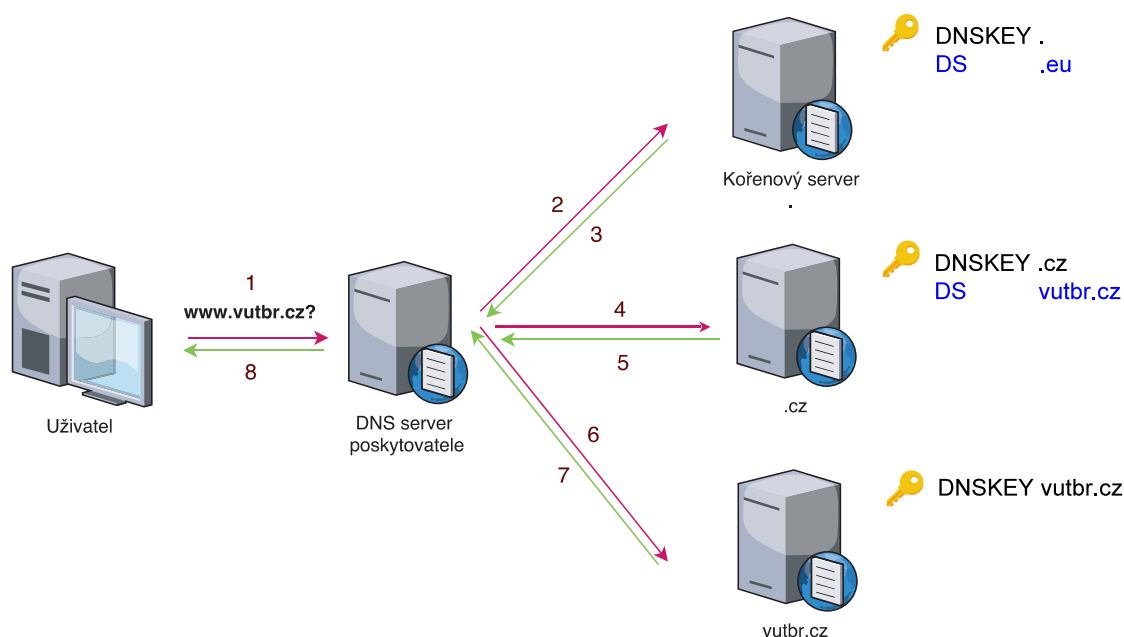 DNSKEY .
DS .eu
Kořenový server
.
2
3
1
www.vutbr.cz?
8
Uživatel
DNS server
poskytovatele
4
5
DNSKEY .cz
DS vutbr.cz
.cz
6
7
DNSKEY vutbr.cz
vutbr.cz